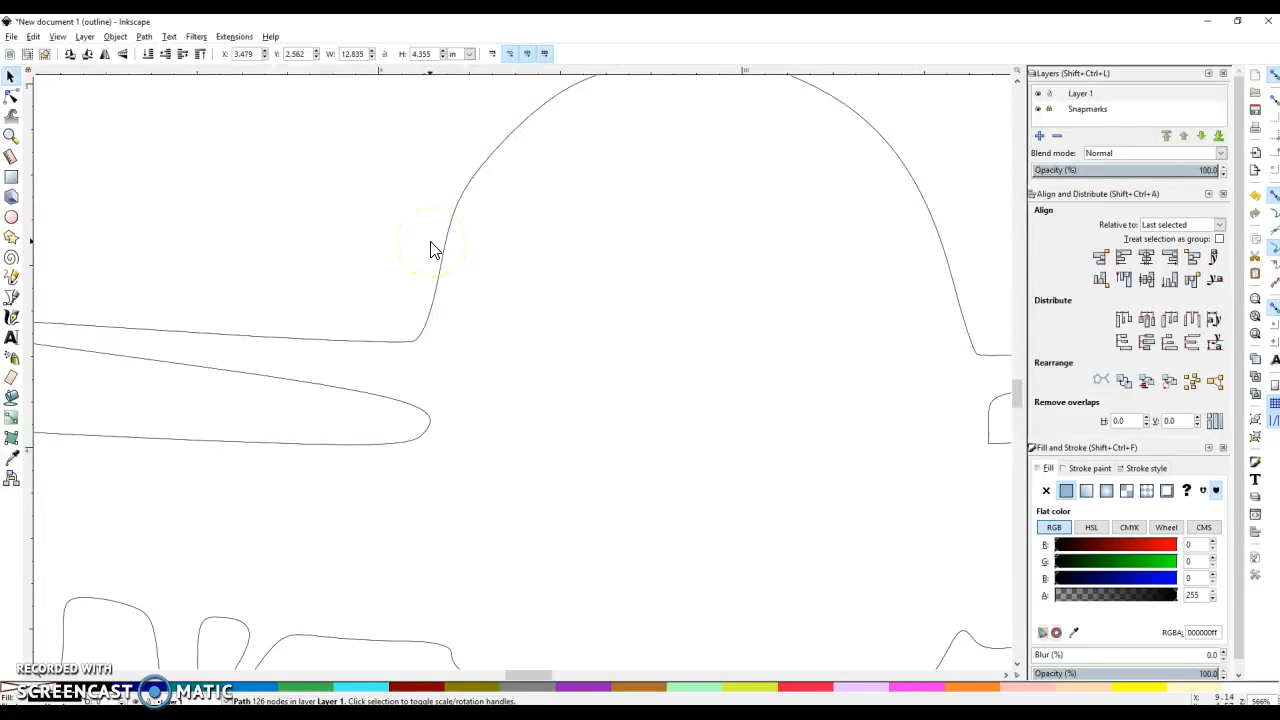 *New document 1 (outline) - Inkscape
File Edit View Layer Object Path Text Filters Extensions Help
X: 3.479 Y: 2.562 W: 12.835 H: 4.355 in
Layers (Shift+Ctrl+L)
Layer 1
Snapmarks
Blend mode: Normal
Opacity (%) 100.0
Align and Distribute (Shift+Ctrl+A)
Align
Relative to: Last selected
Treat selection as group:
Distribute
Rearrange
Remove overlaps
H: 0.0 V: 0.0
Fill and Stroke (Shift+Ctrl+F)
Fill Stroke paint Stroke style
Flat color
RGB HSL CMYK Wheel CMS
R: 0
G: 0
B: 0
A: 255
RGBA: 000000ff
Blur (%) 0.0
Opacity (%) 100.0
RECORDED WITH
SCREENCAST MATIC
Fill:
Path 126 nodes in layer Layer 1. Click selection to toggle scale/rotation handles.
X: 9.14
Z: 566%